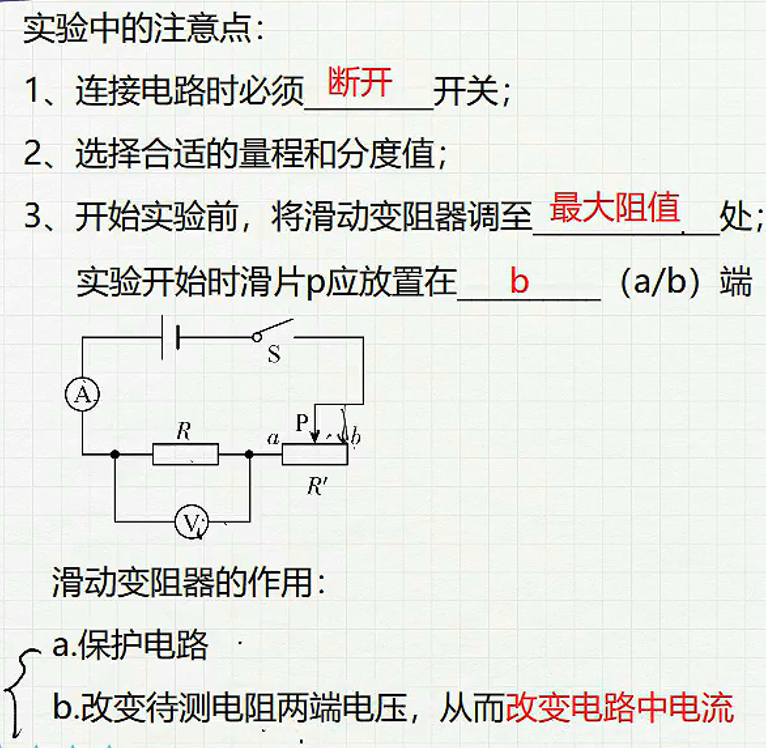 实验中的注意点：
1、连接电路时必须断开开关；
2、选择合适的量程和分度值；
3、开始实验前，将滑动变阻器调至最大阻值处；
实验开始时滑片p应放置在b（a/b）端
S
A
R
a
P
b
R'
V
滑动变阻器的作用：
a.保护电路
b.改变待测电阻两端电压，从而改变电路中电流